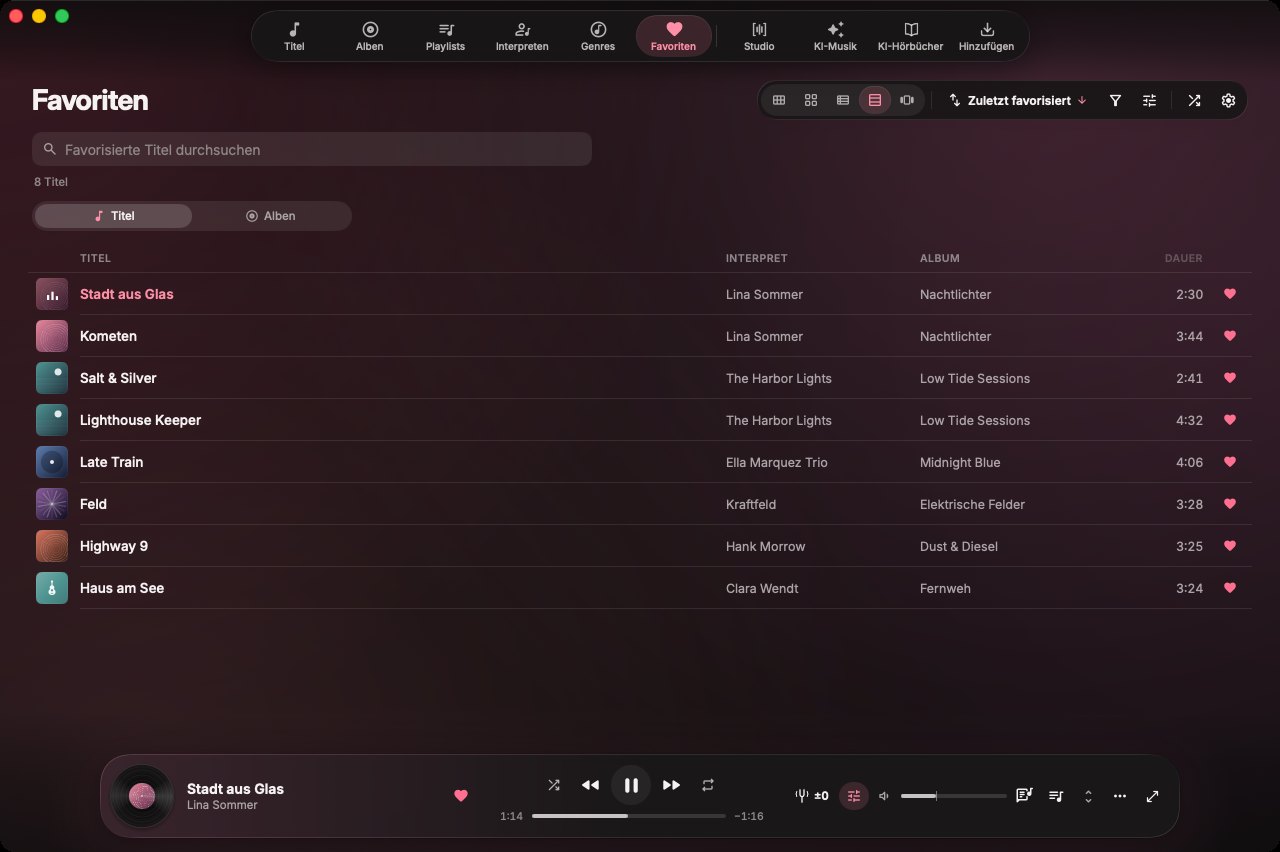 Titel Alben Playlists Interpreten Genres Favoriten Studio KI-Musik KI-Hörbücher Hinzufügen
Favoriten
Zuletzt favorisiert
Favorisierte Titel durchsuchen
8 Titel
Titel Alben
TITEL INTERPRET ALBUM DAUER
Stadt aus Glas Lina Sommer Nachtlichter 2:30
Kometen Lina Sommer Nachtlichter 3:44
Salt & Silver The Harbor Lights Low Tide Sessions 2:41
Lighthouse Keeper The Harbor Lights Low Tide Sessions 4:32
Late Train Ella Marquez Trio Midnight Blue 4:06
Feld Kraftfeld Elektrische Felder 3:28
Highway 9 Hank Morrow Dust & Diesel 3:25
Haus am See Clara Wendt Fernweh 3:24
Stadt aus Glas
Lina Sommer
1:14 −1:16
±0